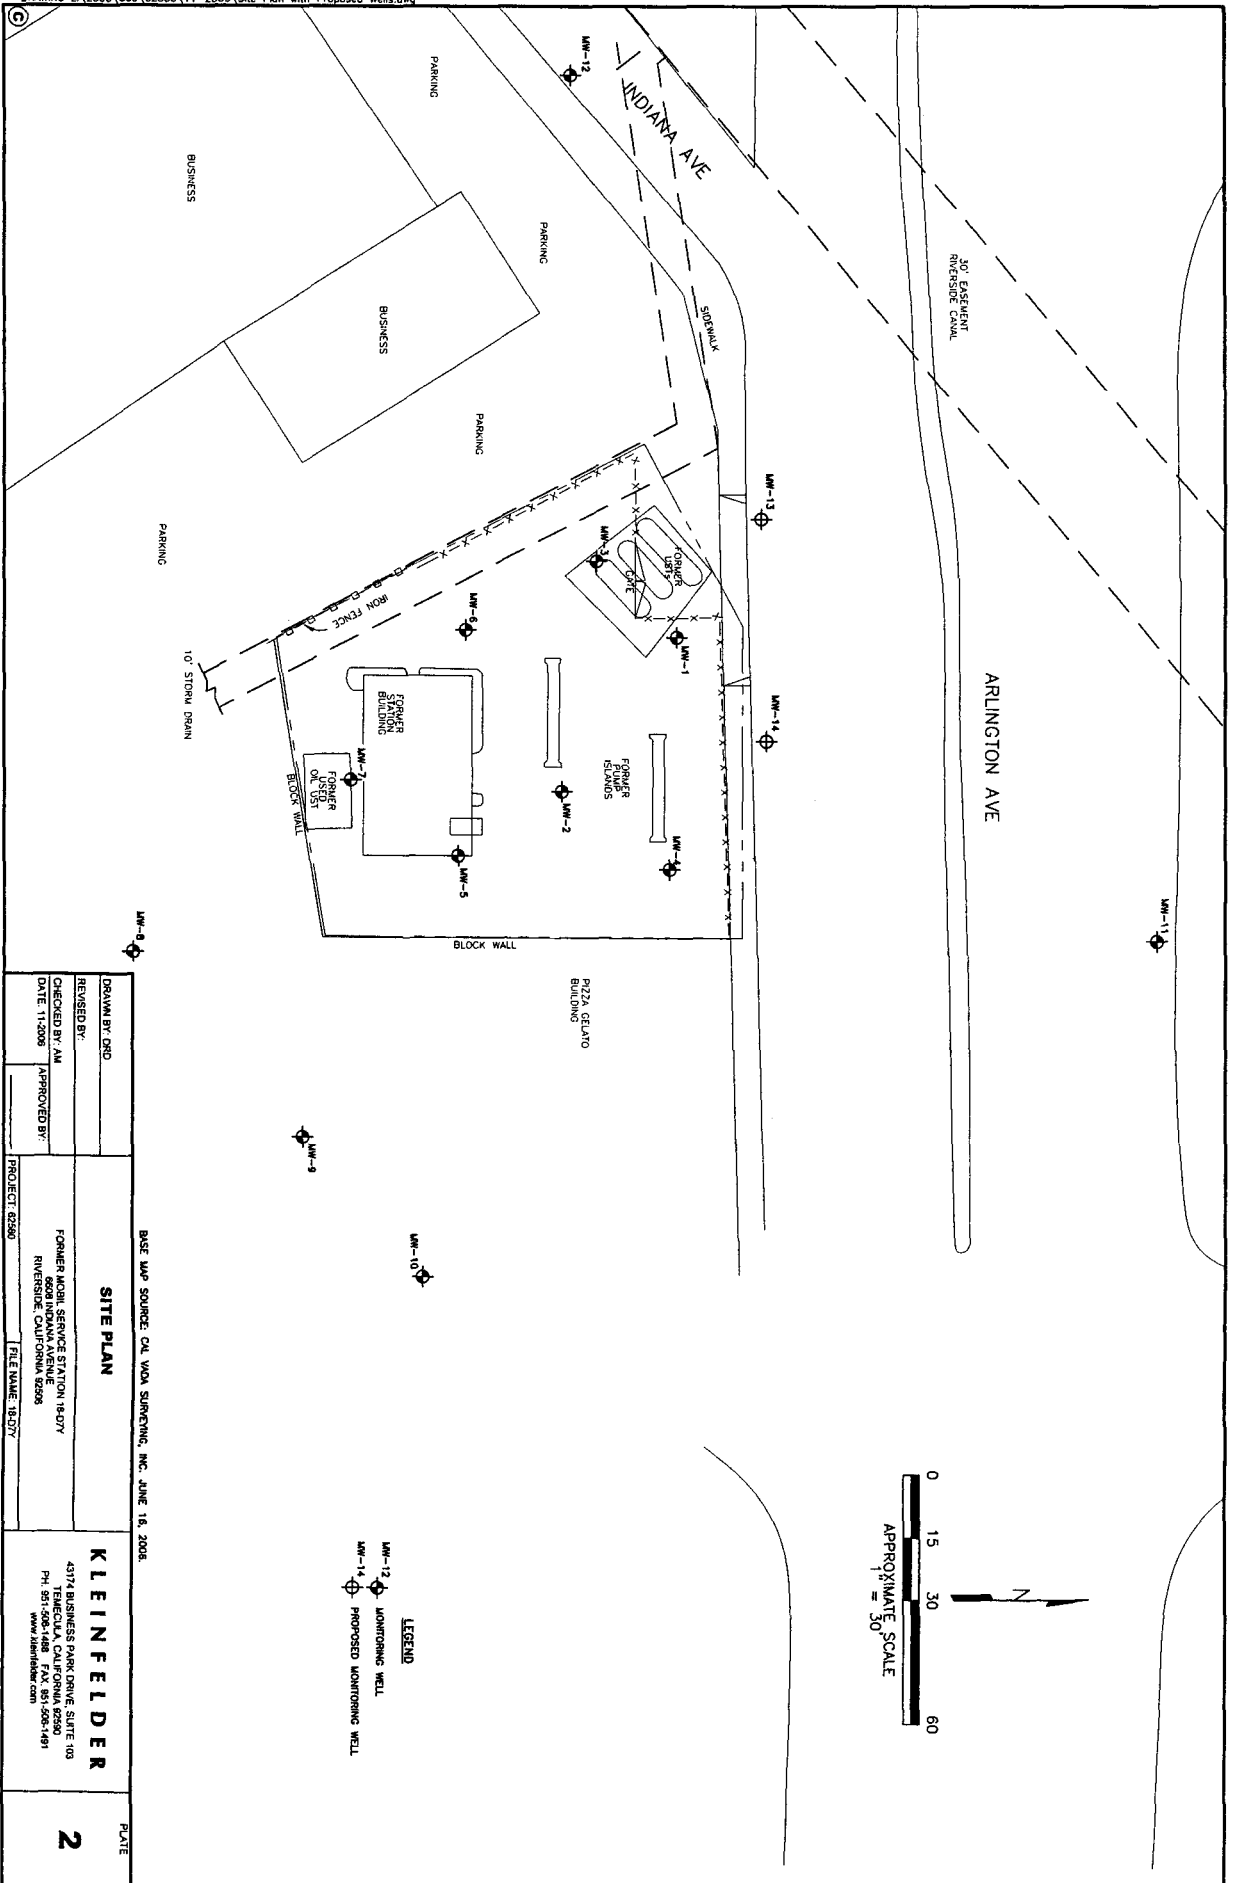 MW-12
INDIANA AVE
PARKING
BUSINESS
PARKING
BUSINESS
PARKING
PARKING
SIDEWALK
30' EASEMENT
RIVERSIDE CANAL
ARLINGTON AVE
MW-13
MW-14
MW-11
FORMER
USTs
GATE
MW-3
MW-1
MW-6
IRON FENCE
10' STORM DRAIN
FORMER
STATION
BUILDING
FORMER
PUMP
ISLANDS
MW-2
MW-4
MW-7
FORMER
USED
OIL UST
BLOCK WALL
MW-5
BLOCK WALL
PIZZA GELATO
BUILDING
MW-8
MW-9
MW-10
0 15 30 60
APPROXIMATE SCALE
1" = 30'
N
LEGEND
MW-12 MONITORING WELL
MW-14 PROPOSED MONITORING WELL
BASE MAP SOURCE: CAL VADA SURVEYING, INC. JUNE 16, 2006.
DRAWN BY: DRD
REVISED BY:
CHECKED BY: AM
DATE: 11-2006
APPROVED BY:
SITE PLAN
FORMER MOBIL SERVICE STATION 18-D7Y
6608 INDIANA AVENUE
RIVERSIDE, CALIFORNIA 92506
PROJECT: 62580
FILE NAME: 18-D7Y
KLEINFELDER
43174 BUSINESS PARK DRIVE, SUITE 103
TEMECULA, CALIFORNIA 92590
PH. 951-506-1488 FAX. 951-506-1491
www.kleinfelder.com
PLATE
2
C